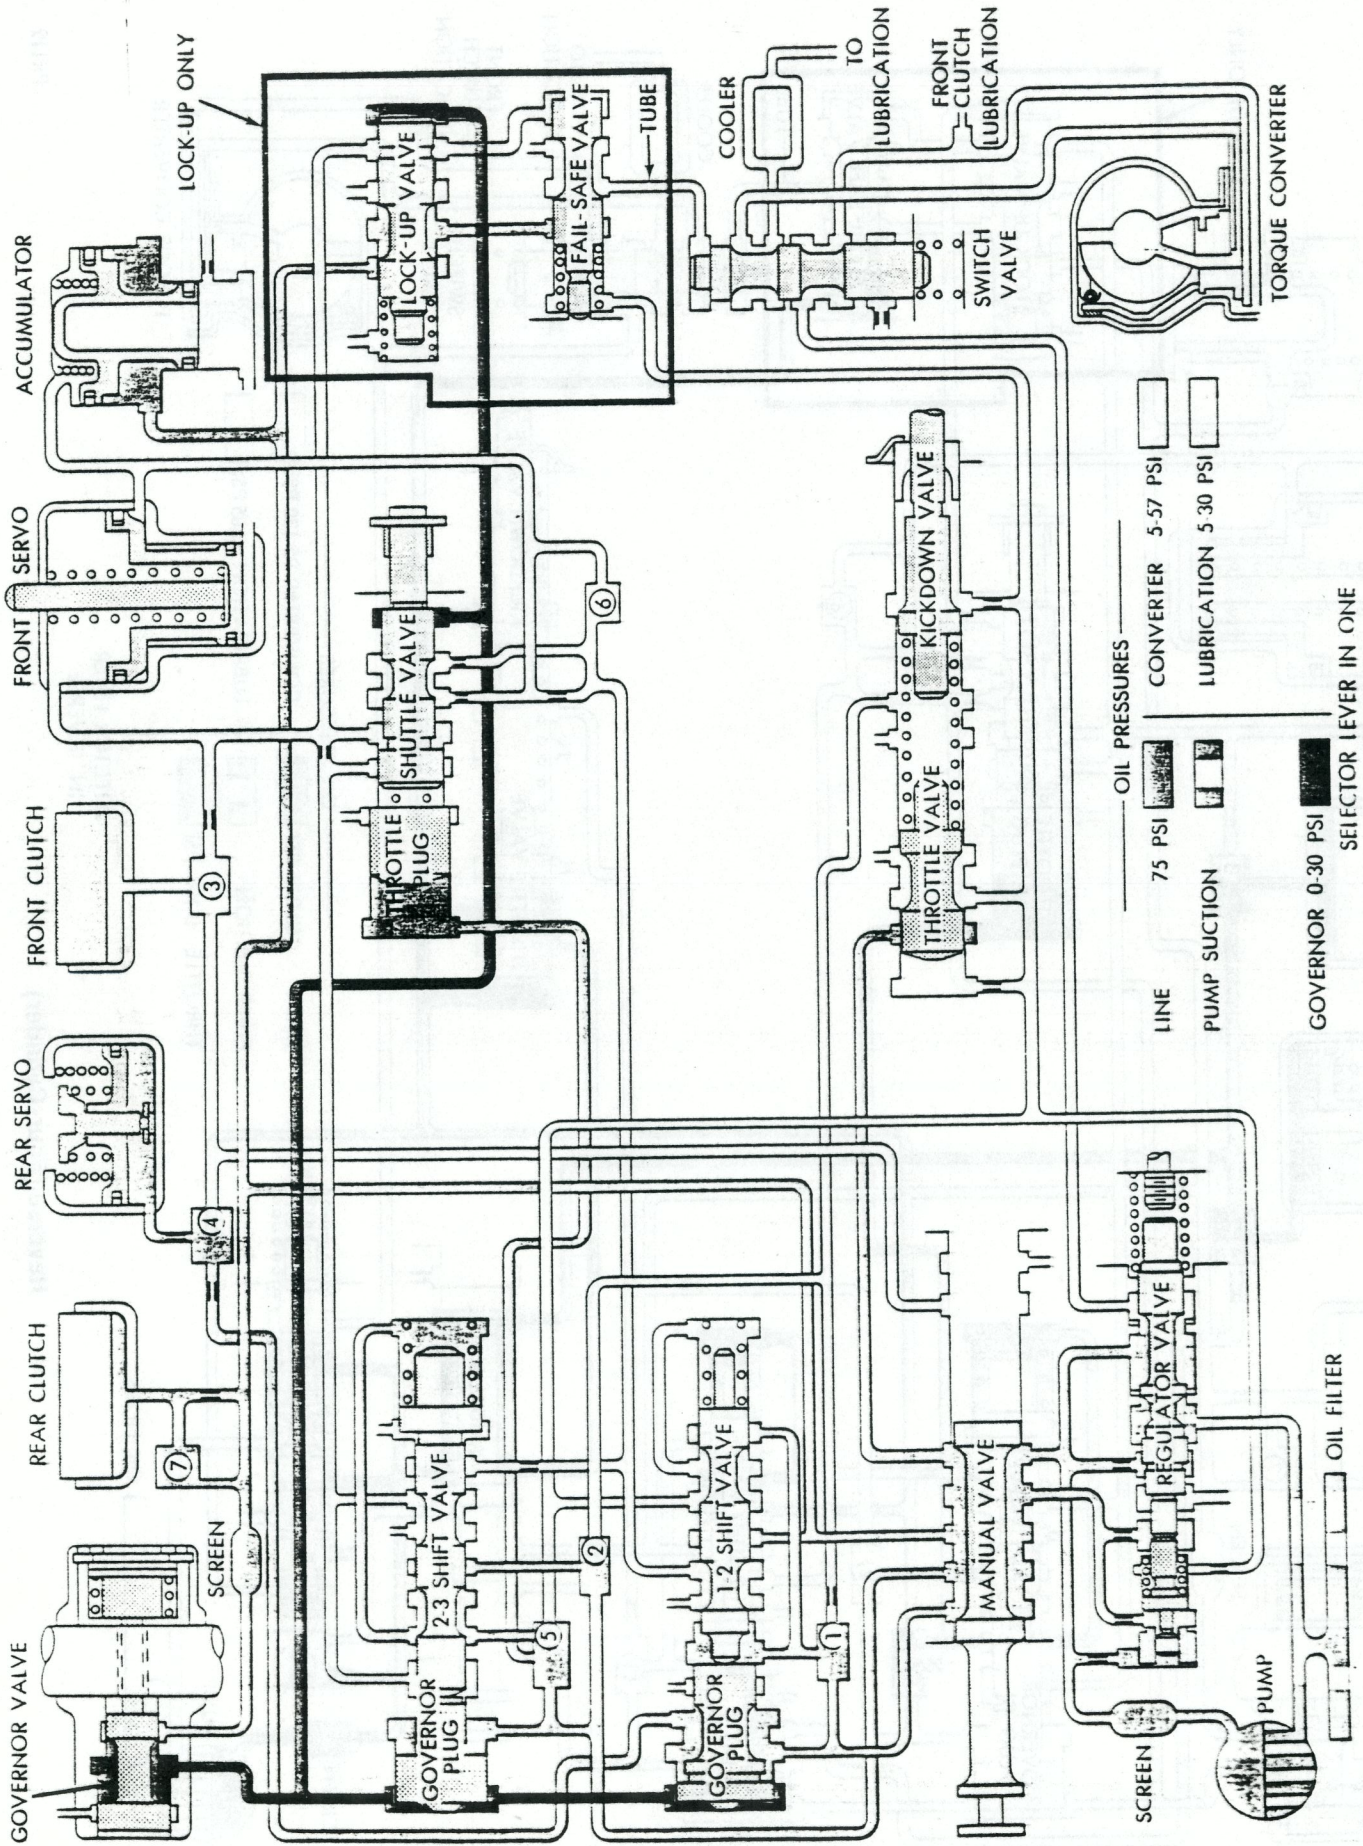 GOVERNOR VALVE
REAR CLUTCH
REAR SERVO
FRONT CLUTCH
FRONT SERVO
ACCUMULATOR
LOCK-UP ONLY
SCREEN
7
4
3
2-3 SHIFT VALVE
GOVERNOR
PLUG
5
2
THROTTLE
PLUG
SHUTTLE VALVE
6
LOCK-UP VALVE
FAIL-SAFE VALVE
TUBE
1-2 SHIFT VALVE
GOVERNOR
PLUG
1
COOLER
TO
LUBRICATION
FRONT
CLUTCH
LUBRICATION
SWITCH
VALVE
TORQUE CONVERTER
MANUAL VALVE
THROTTLE VALVE
KICKDOWN VALVE
REGULATOR VALVE
SCREEN
PUMP
OIL FILTER
OIL PRESSURES
LINE 75 PSI
CONVERTER 5-57 PSI
PUMP SUCTION
LUBRICATION 5-30 PSI
GOVERNOR 0-30 PSI
SELECTOR LEVER IN ONE